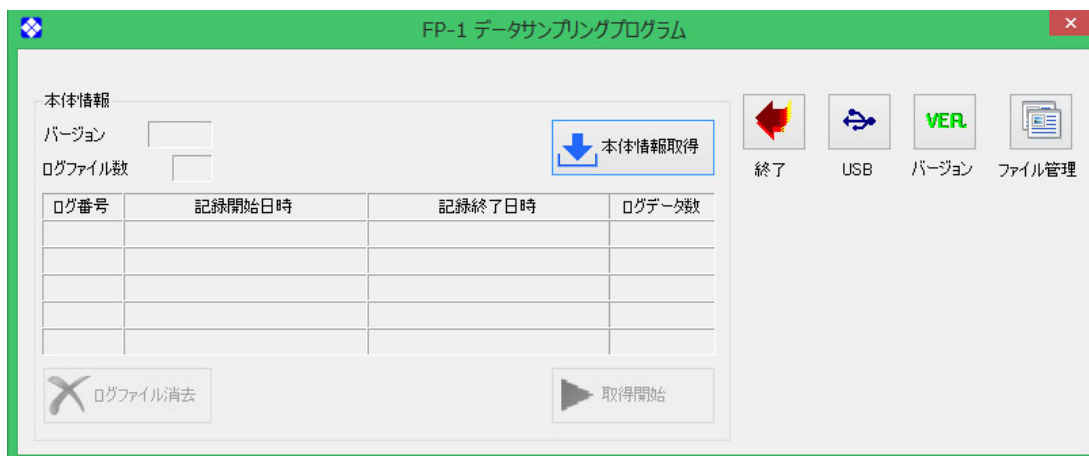 FP-1 データサンプリングプログラム
本体情報
バージョン
本体情報取得
ログファイル数
ログ番号 記録開始日時 記録終了日時 ログデータ数
ログファイル消去
取得開始
VER.
終了 USB バージョン ファイル管理